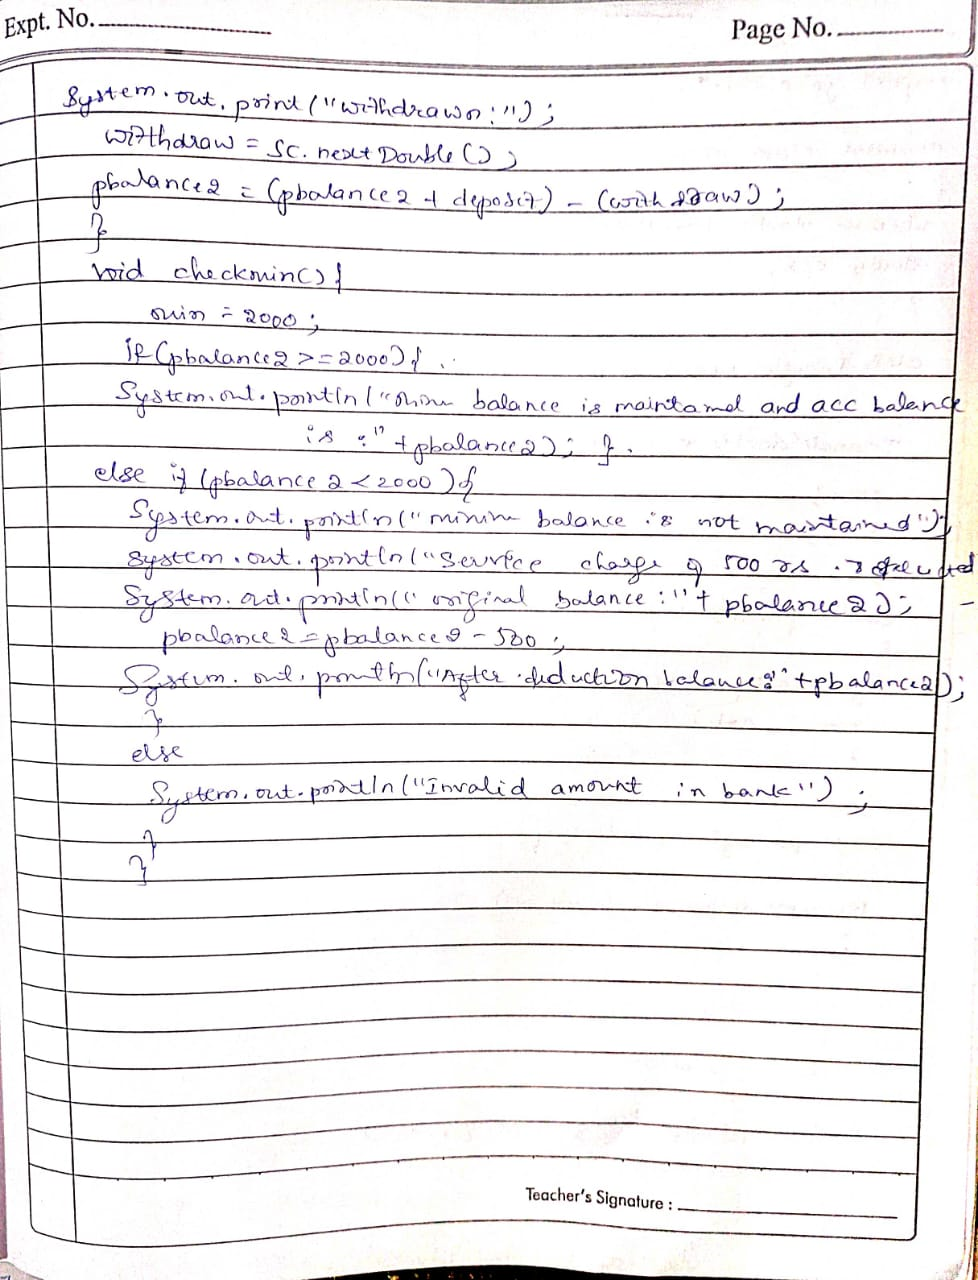 Expt. No.
Page No.
System.out.print("withdrawn:");
withdraw = sc.nextDouble();
pbalance2 = (pbalance2 + deposit) - (withdraw);
}
void checkmin(){
min = 2000;
if (pbalance2 >= 2000){
System.out.println("minm balance is maintained and acc balance
is :" + pbalance2); }
else if (pbalance2 < 2000){
System.out.println("minim balance is not maintained");
System.out.println("Service charge of 500 rs
System.out.println(" original balance :" + pbalance2);
pbalance2 = pbalance2 - 500;
System.out.println("After deduction balance:" + pbalance2);
}
else
System.out.println("Invalid amount in bank");
}
}
Teacher's Signature :